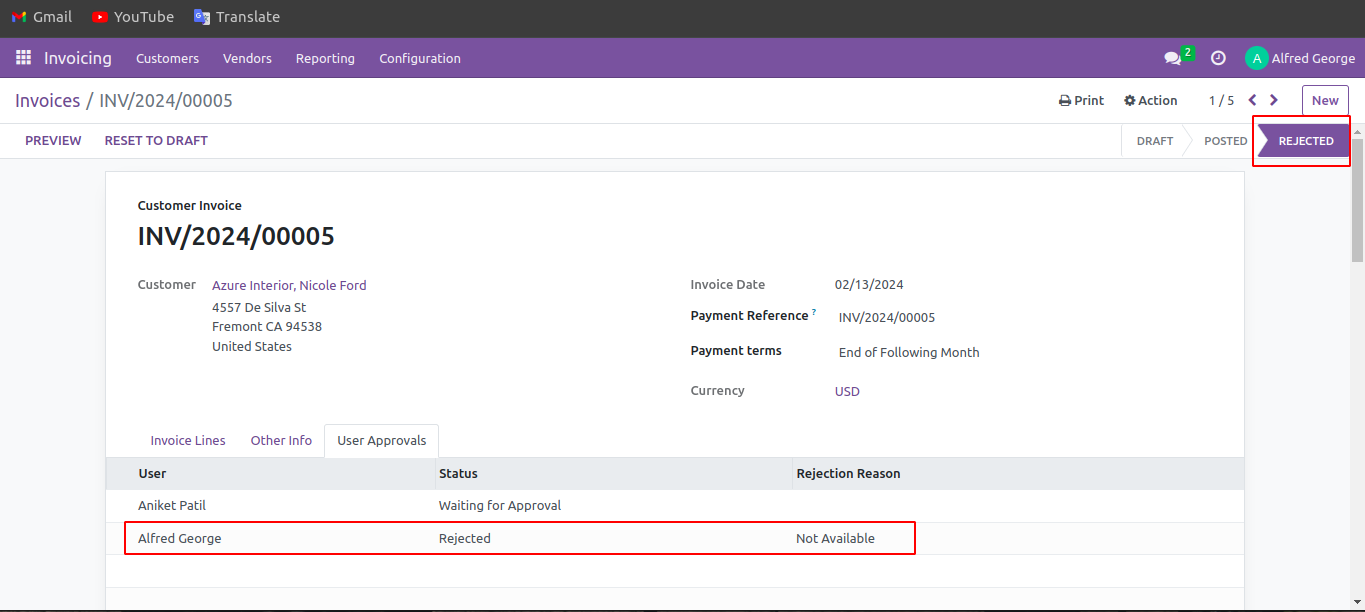 Gmail YouTube Translate
Invoicing Customers Vendors Reporting Configuration 2 A Alfred George
Invoices / INV/2024/00005 Print Action 1 / 5 New
PREVIEW RESET TO DRAFT DRAFT POSTED REJECTED
Customer Invoice
INV/2024/00005
Customer Azure Interior, Nicole Ford Invoice Date 02/13/2024
4557 De Silva St
Fremont CA 94538
United States
Payment Reference ? INV/2024/00005
Payment terms End of Following Month
Currency USD
Invoice Lines Other Info User Approvals
User Status Rejection Reason
Aniket Patil Waiting for Approval
Alfred George Rejected Not Available